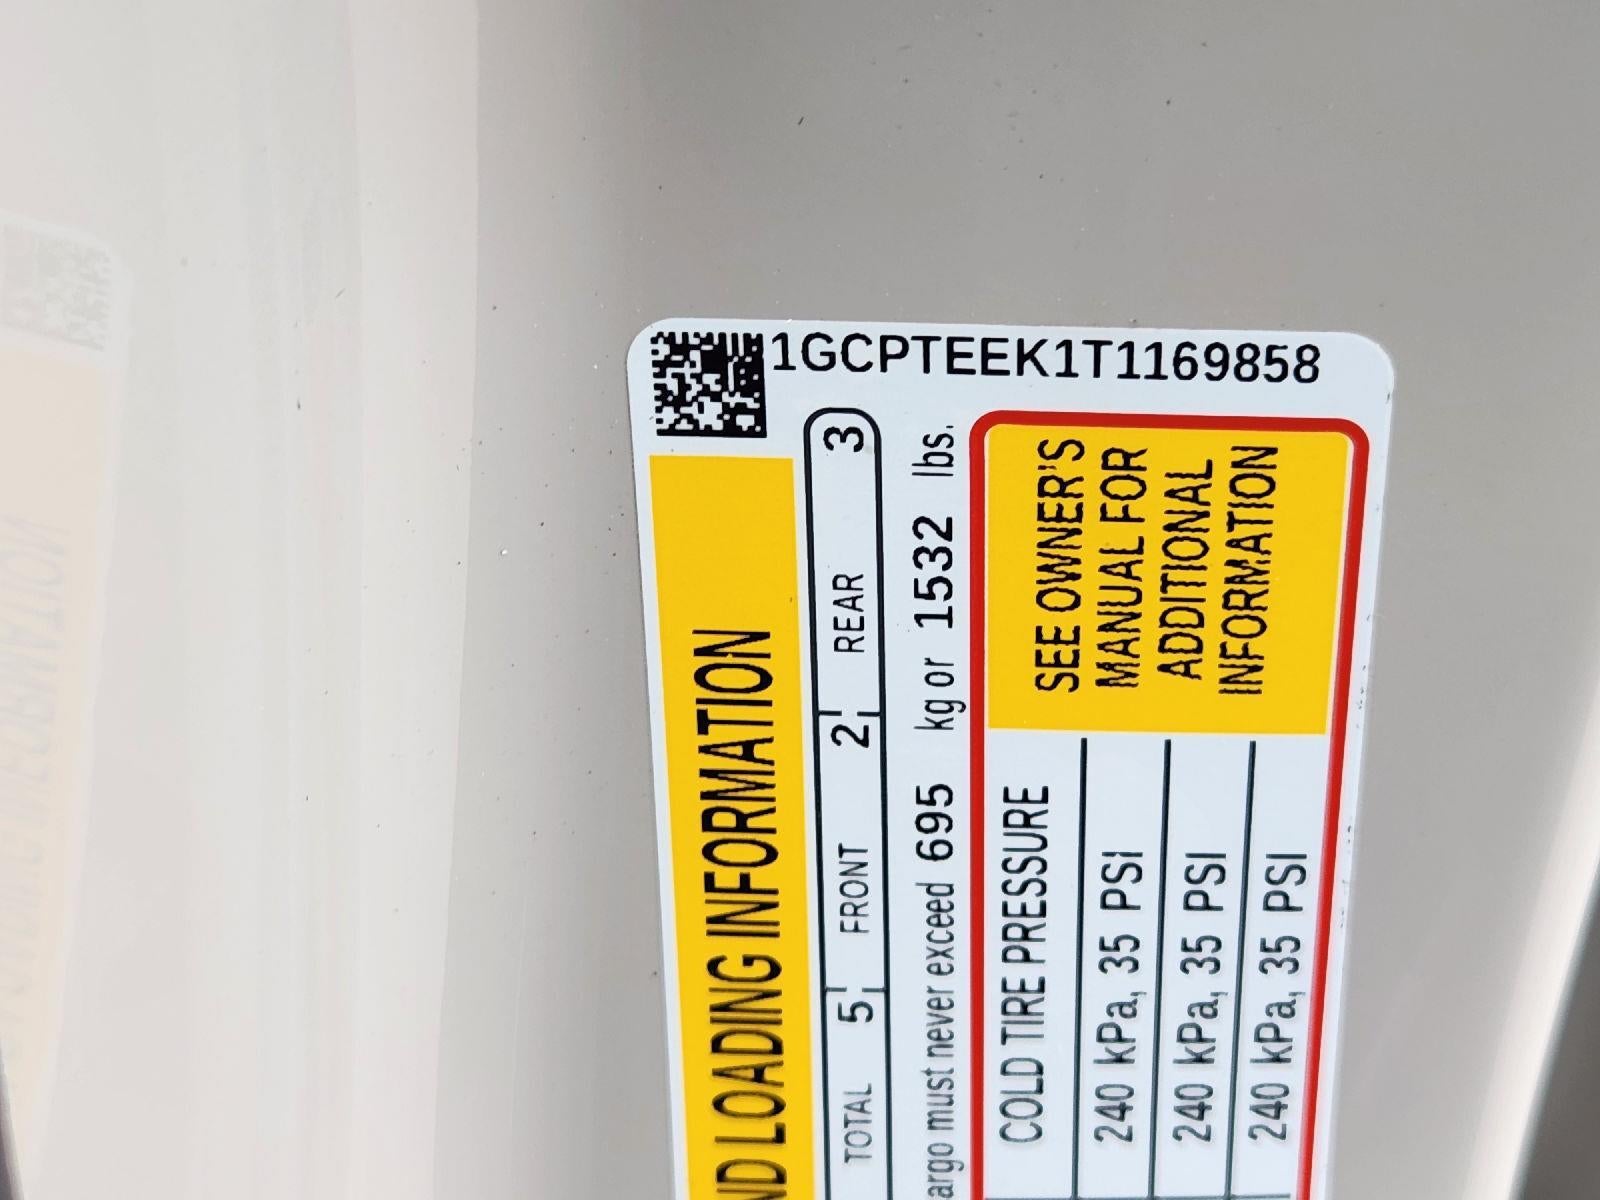 1GCPTEEK1T1169858
ND LOADING INFORMATION
TOTAL 5 FRONT 2 REAR 3
argo must never exceed 695 kg or 1532 lbs.
COLD TIRE PRESSURE
240 kPa, 35 PSI
240 kPa, 35 PSI
240 kPa, 35 PSI
SEE OWNER'S
MANUAL FOR
ADDITIONAL
INFORMATION